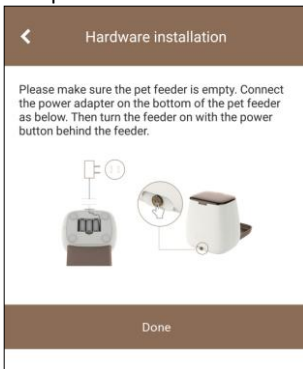 Hardware installation
Please make sure the pet feeder is empty. Connect
the power adapter on the bottom of the pet feeder
as below. Then turn the feeder on with the power
button behind the feeder.
Done